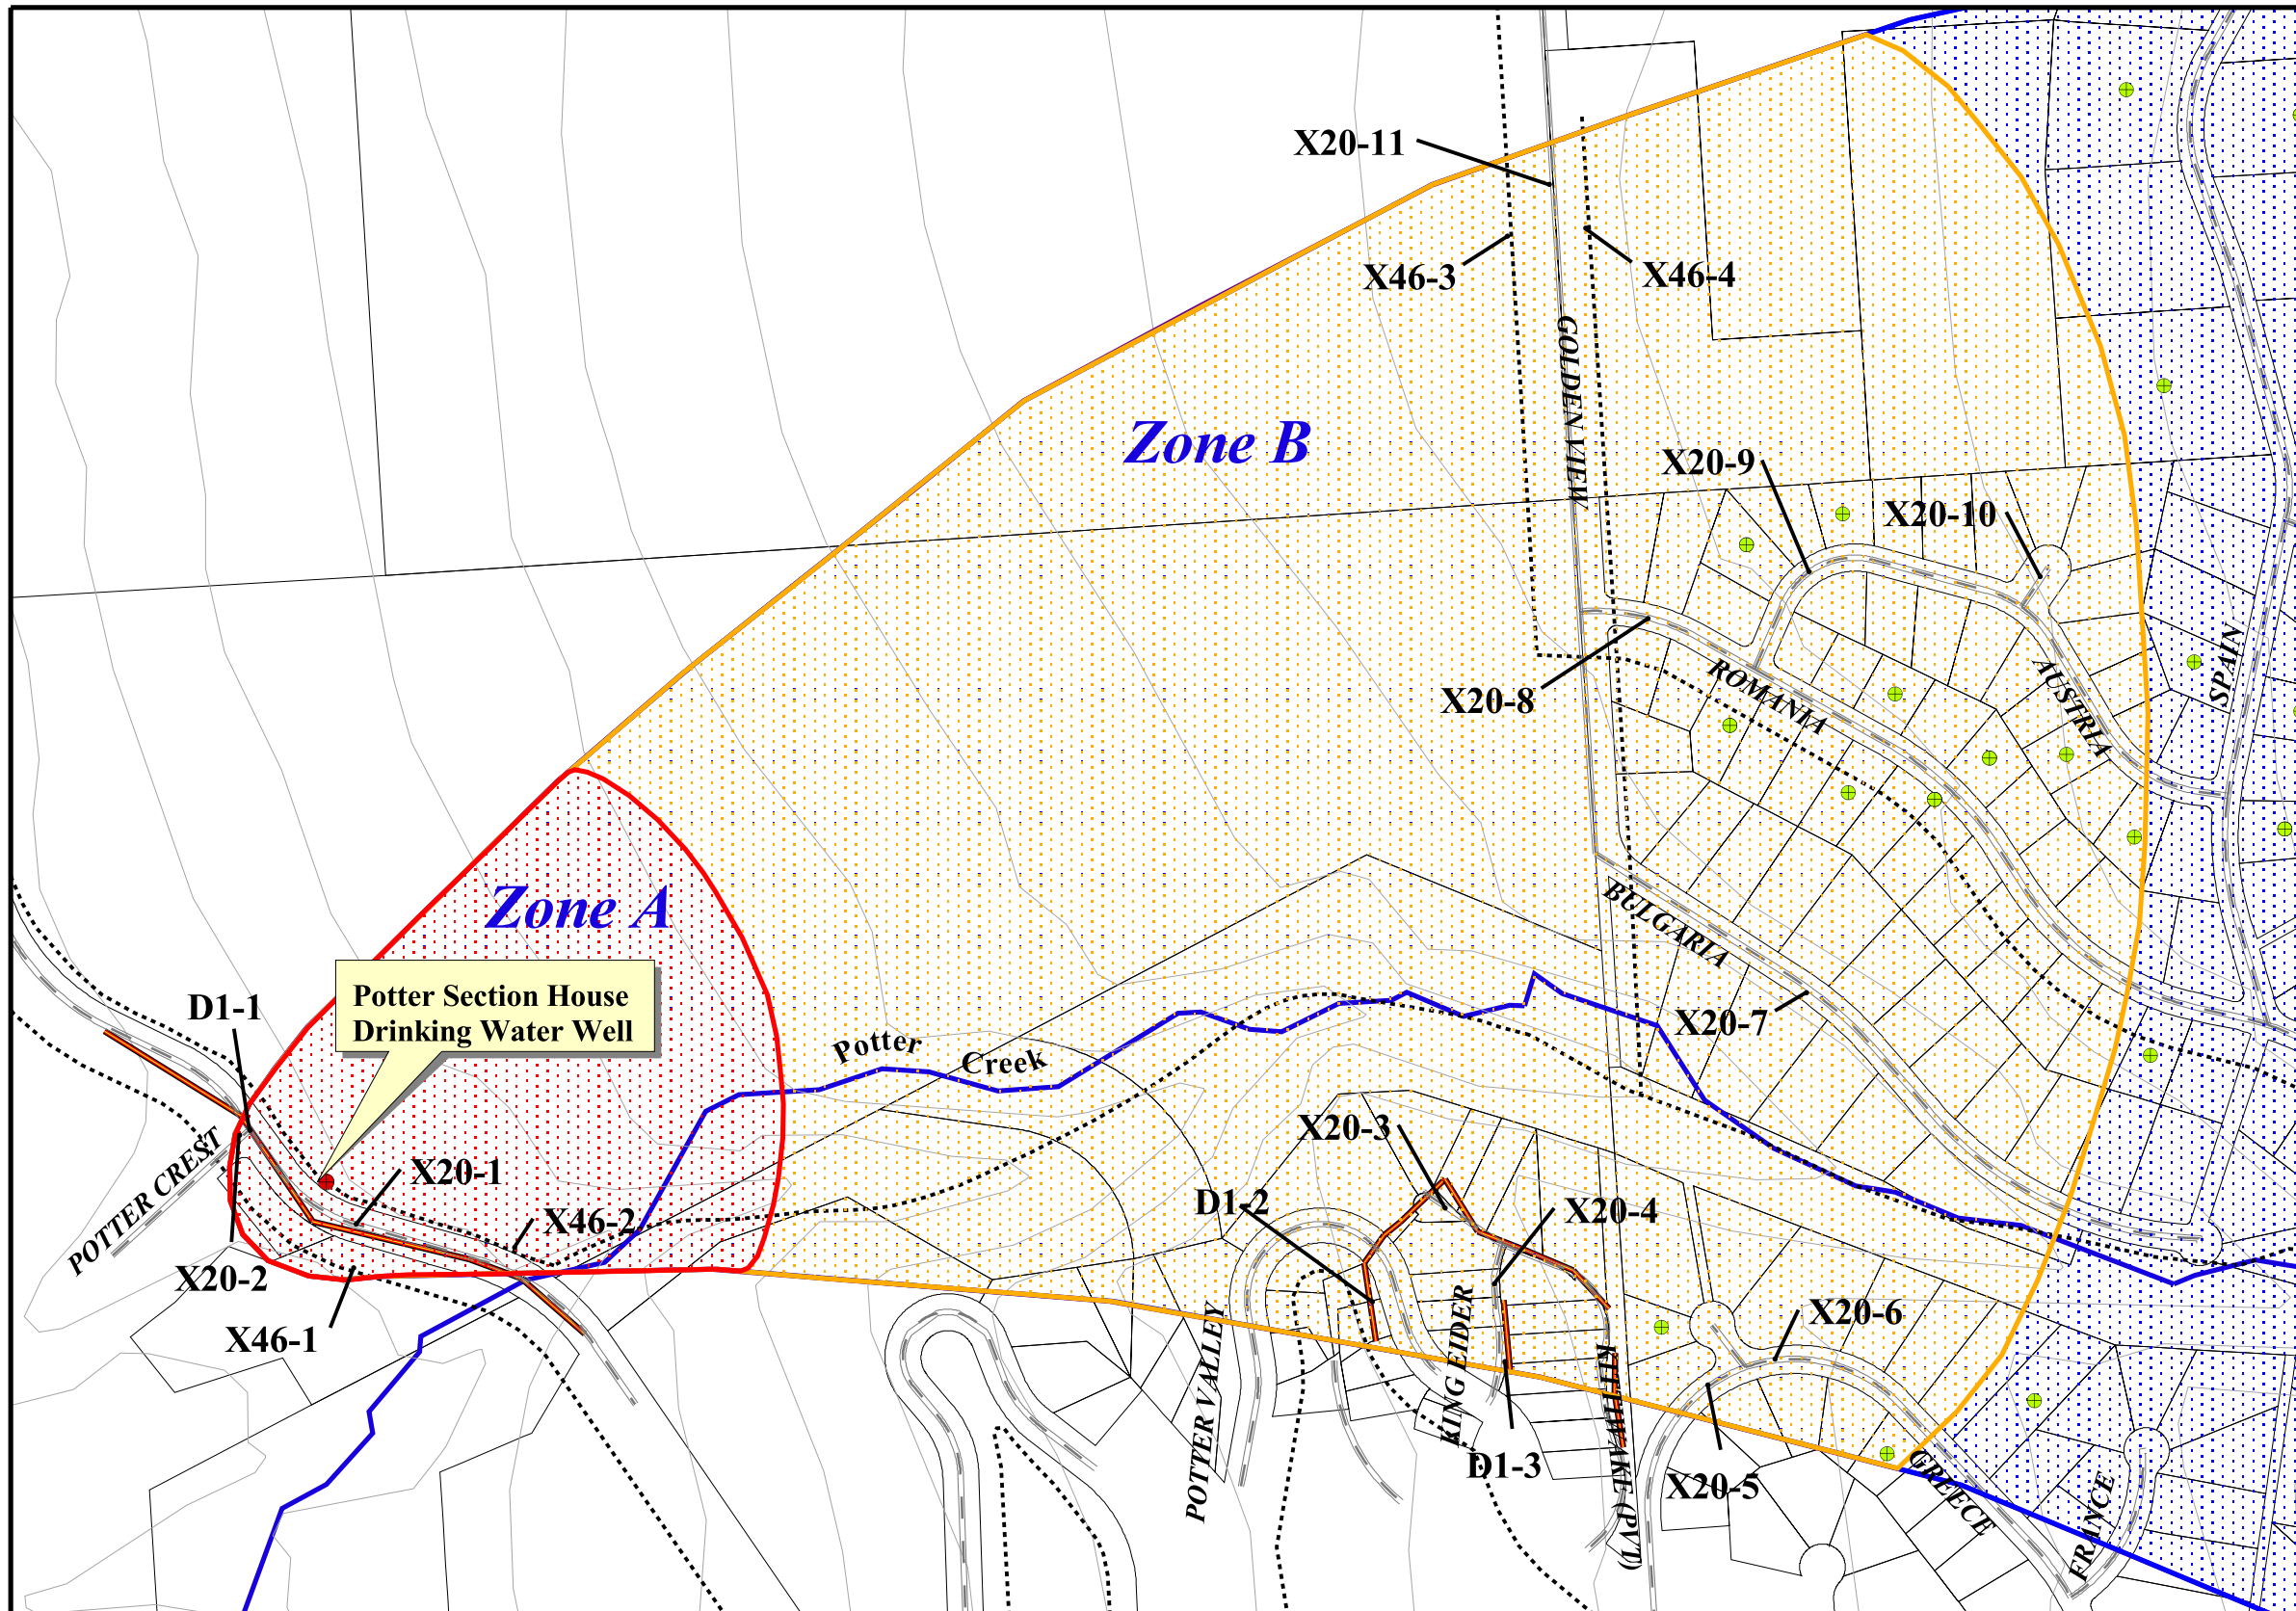 X20-11
X46-3
X46-4
GOLDEN VIEW
Zone B
X20-9
X20-10
X20-8
ROMANIA
AUSTRIA
SPAIN
Zone A
BULGARIA
Potter Section House
Drinking Water Well
D1-1
X20-7
Potter Creek
X20-3
POTTER CREST
X20-1
X46-2
D1-2
X20-4
X20-2
X46-1
X20-6
POTTER VALLEY
KING EIDER
KITTIWAKE (PVT)
D1-3
X20-5
GREECE
FRANCE